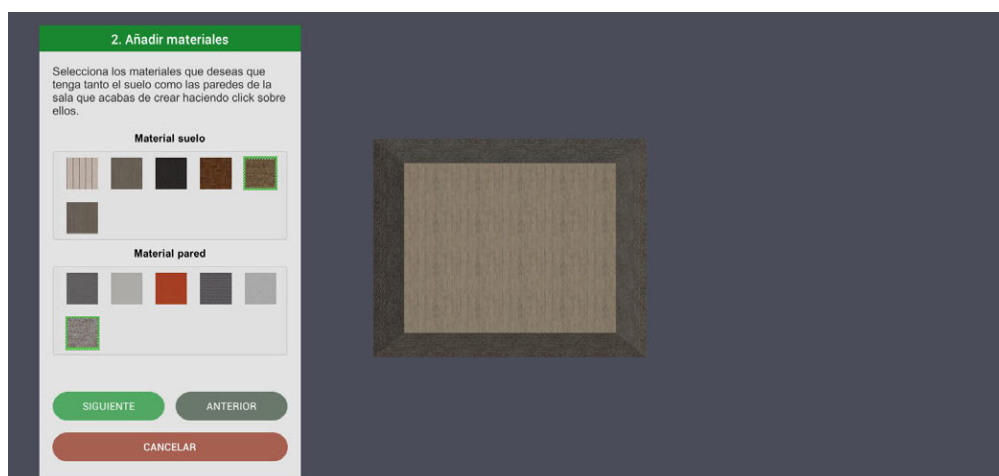 2. Añadir materiales
Selecciona los materiales que deseas que
tenga tanto el suelo como las paredes de la
sala que acabas de crear haciendo click sobre
ellos.
Material suelo
Material pared
SIGUIENTE
ANTERIOR
CANCELAR